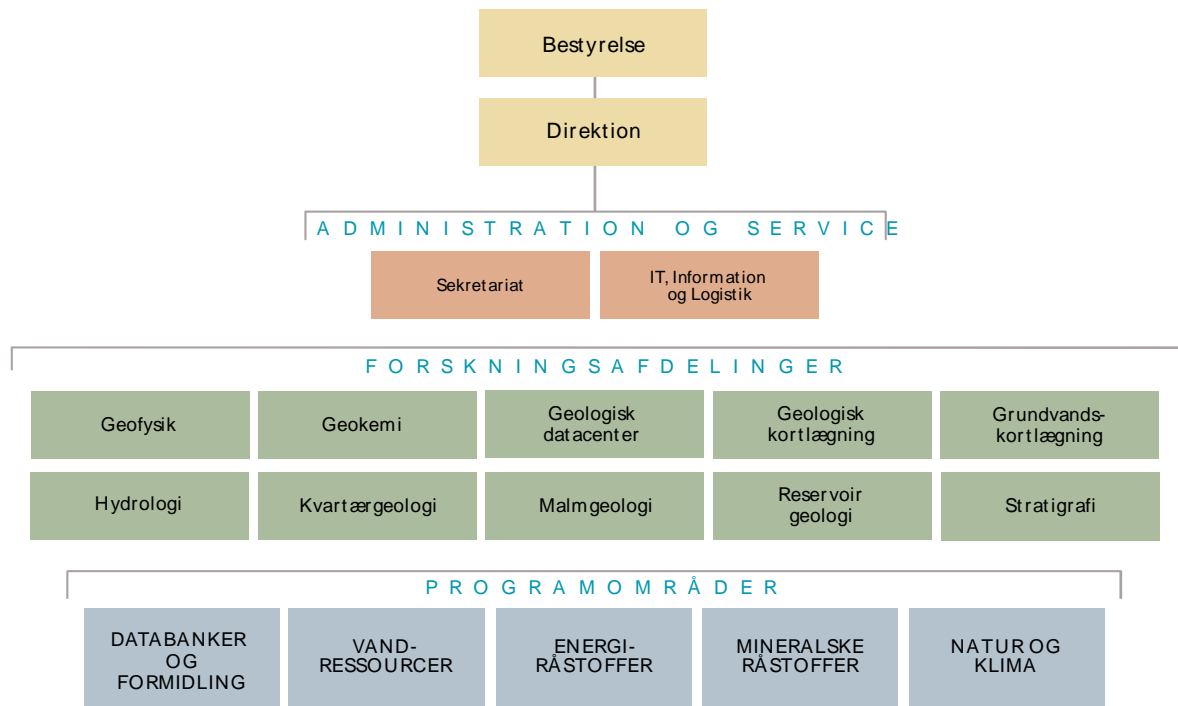 Bestyrelse
Direktion
ADMINISTRATION OG SERVICE
Sekretariat
IT, Information
og Logistik
FORSKNINGSAFDELINGER
Geofysik
Geokemi
Geologisk
datacenter
Geologisk
kortlægning
Grundvands-
kortlægning
Hydrologi
Kvartærgeologi
Malmgeologi
Reservoir
geologi
Stratigrafi
PROGRAMOMRÅDER
DATABANKER
OG
FORMIDLING
VAND-
RESSOURCER
ENERGI-
RÅSTOFFER
MINERALSKE
RÅSTOFFER
NATUR OG
KLIMA